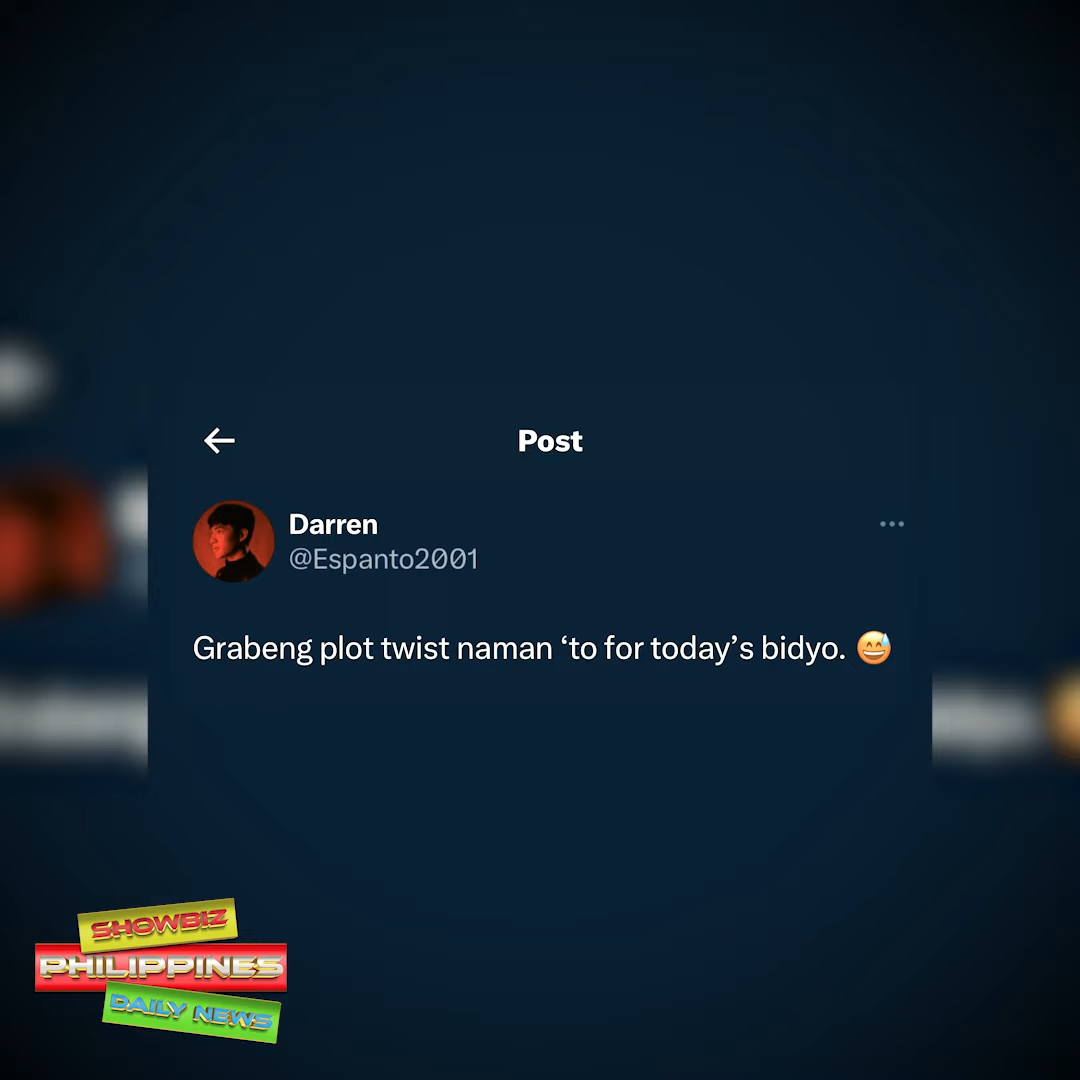 Post
Darren
@Espanto2001
Grabeng plot twist naman ‘to for today’s bidyo. 😅
SHOWBIZ
PHILIPPINES
DAILY NEWS